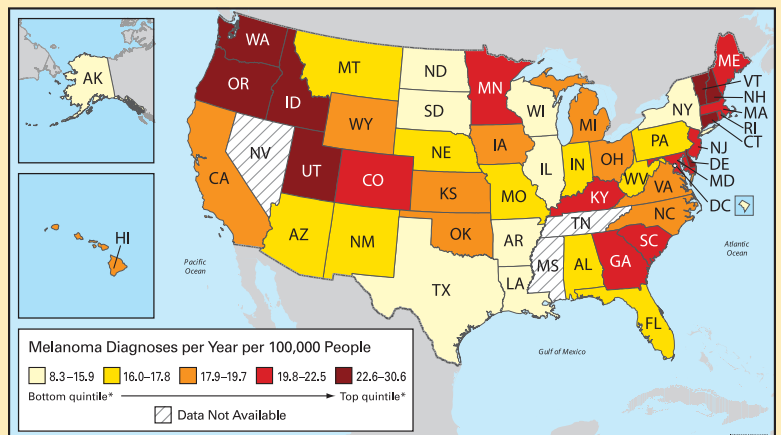 AK
HI
WA
OR
ID
MT
ND
SD
MN
WI
WY
NV
UT
CO
CA
AZ
NM
NE
KS
OK
TX
IA
MO
AR
LA
IL
IN
MI
OH
KY
TN
MS
AL
GA
FL
SC
NC
VA
WV
PA
NY
ME
VT
NH
MA
RI
CT
NJ
DE
MD
DC
Pacific
Ocean
Atlantic
Ocean
Gulf of Mexico
Melanoma Diagnoses per Year per 100,000 People
8.3–15.9 16.0–17.8 17.9–19.7 19.8–22.5 22.6–30.6
Bottom quintile* Top quintile*
Data Not Available